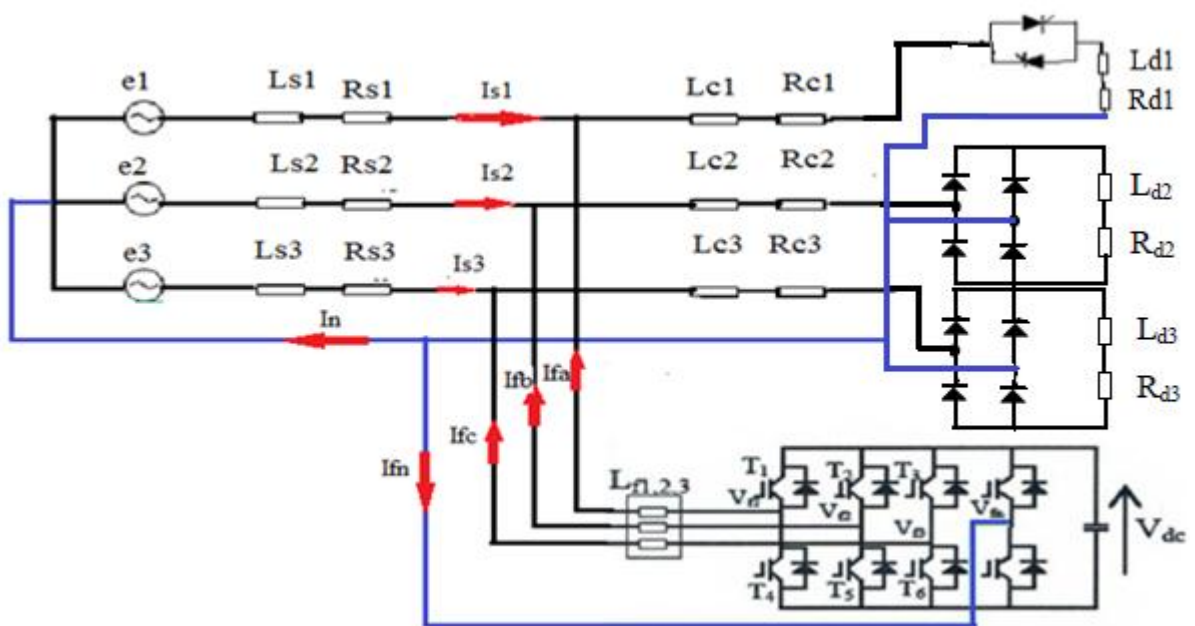 Ld1
Rd1
e1
Ls1
Rs1
Is1
Lc1
Rc1
e2
Ls2
Rs2
Is2
Lc2
Rc2
Ld2
Rd2
e3
Ls3
Rs3
Is3
Lc3
Rc3
Ld3
Rd3
In
Ifb
Ifa
Ifc
Ifn
Lf1,2,3
T1
T2
T3
Vf1
Vf2
Vf3
Vfn
Vdc
T4
T5
T6